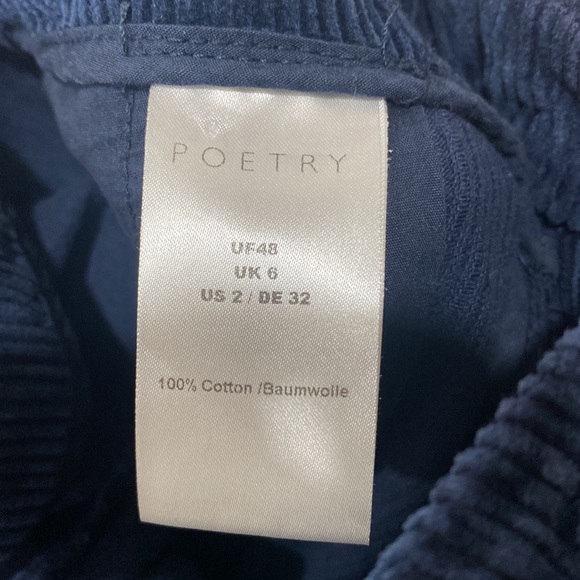 POETRY
UF48
UK 6
US 2 / DE 32
100% Cotton /Baumwolle